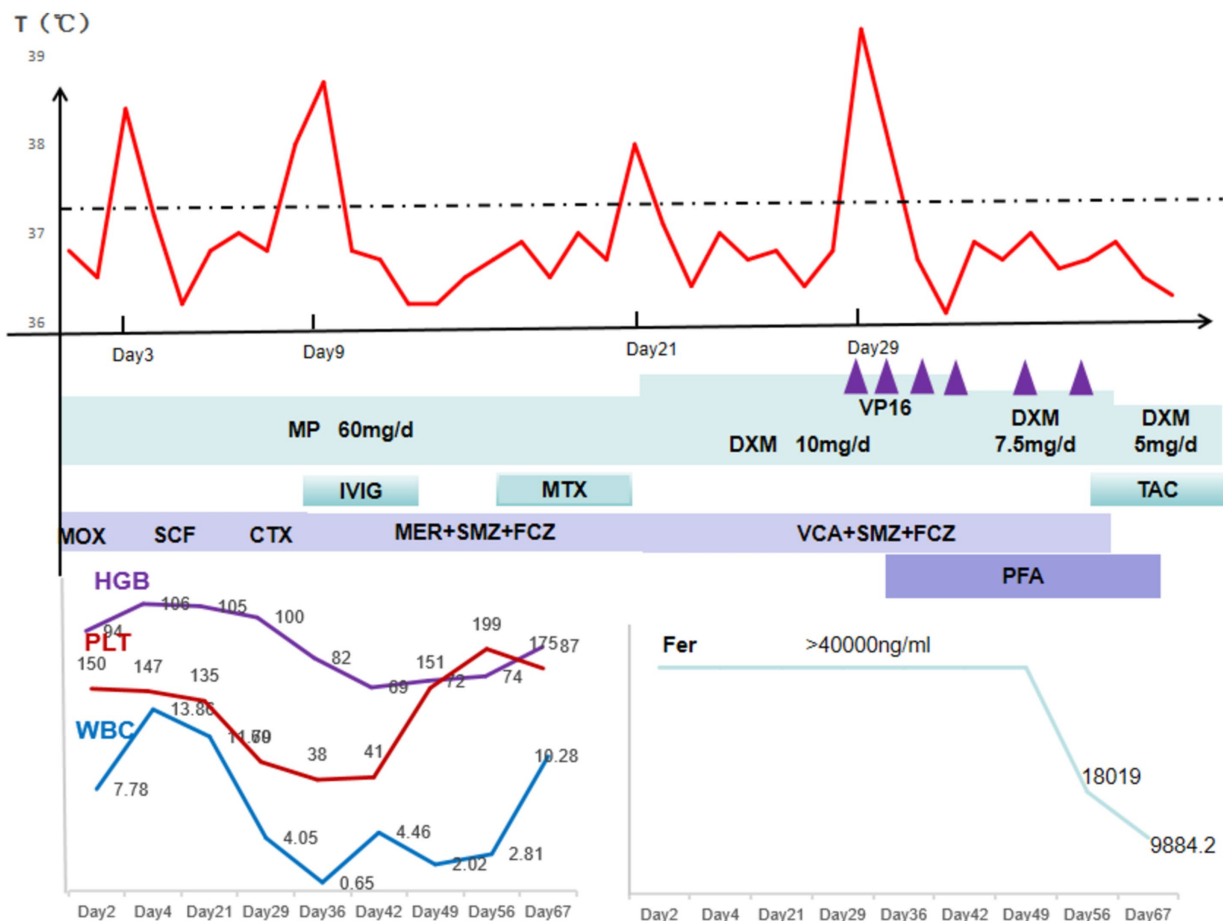 T（℃）
39
38
37
36
Day3 Day9 Day21 Day29
VP16
MP 60mg/d
DXM 10mg/d
DXM
7.5mg/d
DXM
5mg/d
IVIG MTX TAC
MOX SCF CTX MER+SMZ+FCZ VCA+SMZ+FCZ
PFA
HGB
94 106 105 100 82 69 72 74 87
PLT
150 147 135 38 41 151 199 175
WBC
7.78 13.86 4.05 0.65 4.46 2.02 2.81 10.28
Day2 Day4 Day21 Day29 Day36 Day42 Day49 Day56 Day67
Fer >40000ng/ml
18019
9884.2
Day2 Day4 Day21 Day29 Day36 Day42 Day49 Day56 Day67